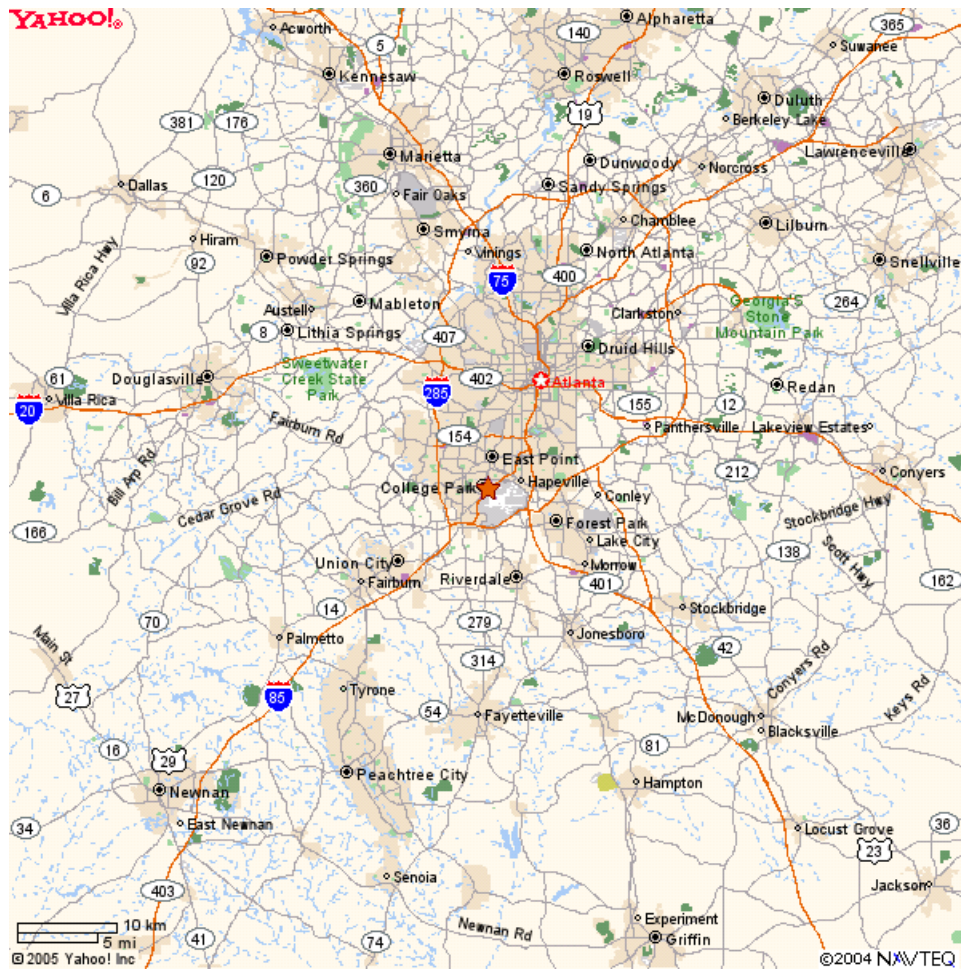 YAHOO!®
Alpharetta
365
Acworth
140
5
Suwanee
Kennesaw
Roswell
Duluth
19
Berkeley Lake
381
176
Marietta
Dunwoody
Norcross
Lawrenceville
Dallas
120
360
Sandy Springs
6
Fair Oaks
Chamblee
Smyrna
Lilburn
Hiram
Vinings
North Atlanta
Villa Rica Hwy
92
Powder Springs
Snellville
75
400
Mableton
Georgia's
Stone
Mountain Park
264
Austell
Clarkston
8
Lithia Springs
407
Druid Hills
Sweetwater
Creek State
Park
61
Douglasville
402
Atlanta
Redan
285
20
Villa Rica
155
12
Fairburn Rd
154
Panthersville
Lakeview Estates
East Point
Bill Arp Rd
212
Conyers
College Park
Hapeville
Cedar Grove Rd
Conley
Stockbridge Hwy
166
Forest Park
Lake City
Scott Hwy
Union City
138
Morrow
Fairburn
Riverdale
401
162
14
Stockbridge
70
279
Palmetto
Jonesboro
Main St
42
314
Conyers Rd
27
85
Tyrone
Keys Rd
54
Fayetteville
McDonough
Blacksville
16
81
29
Peachtree City
Hampton
Newnan
34
East Newnan
Locust Grove
36
23
Senoia
403
Jackson
10 km
Experiment
5 mi
41
74
Newnan Rd
Griffin
©2005 Yahoo! Inc
©2004 NAVTEQ